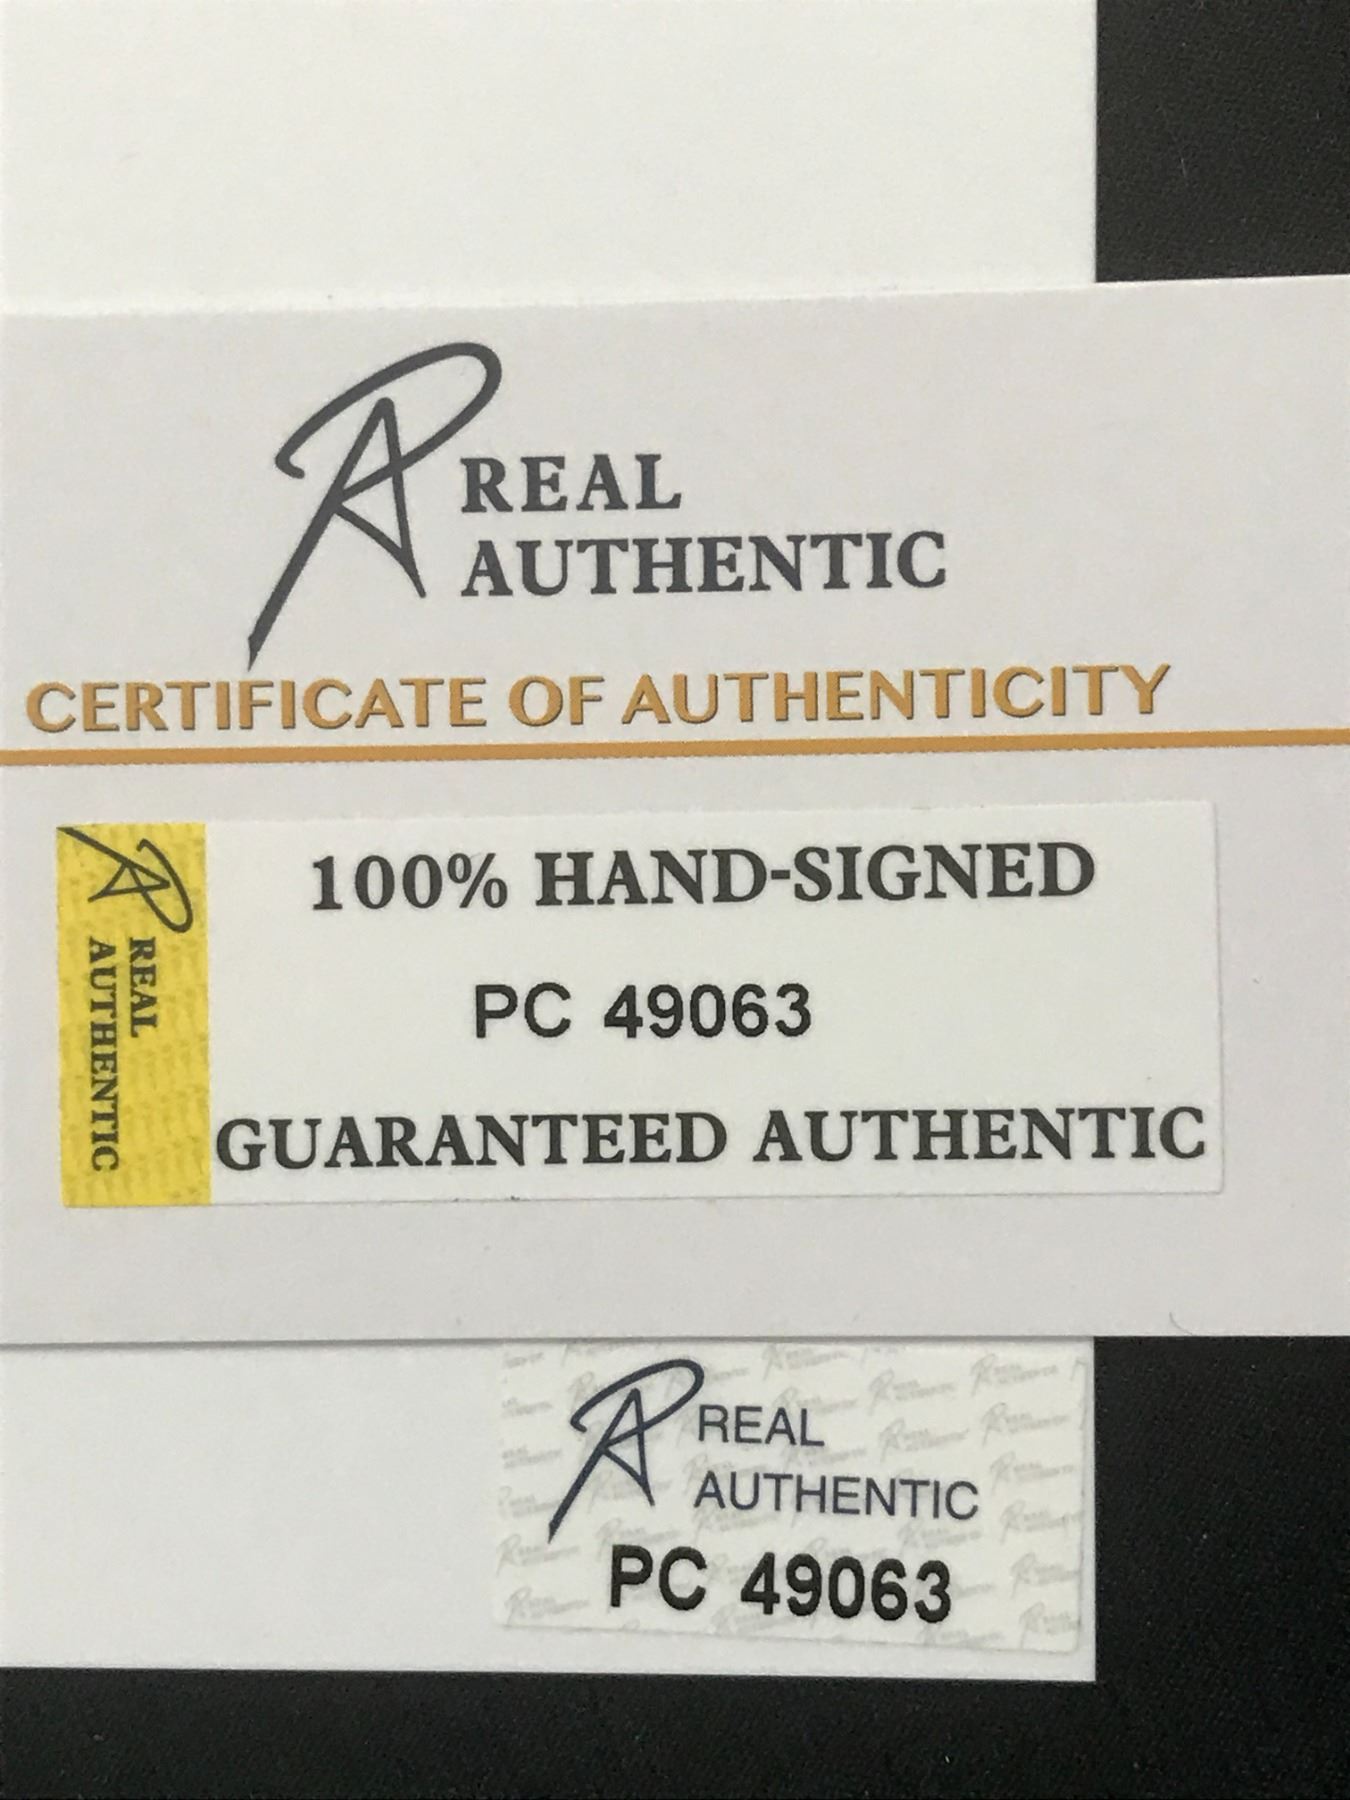 REAL
AUTHENTIC
CERTIFICATE OF AUTHENTICITY
100% HAND-SIGNED
PC 49063
GUARANTEED AUTHENTIC
REAL
AUTHENTIC
REAL
AUTHENTIC
PC 49063